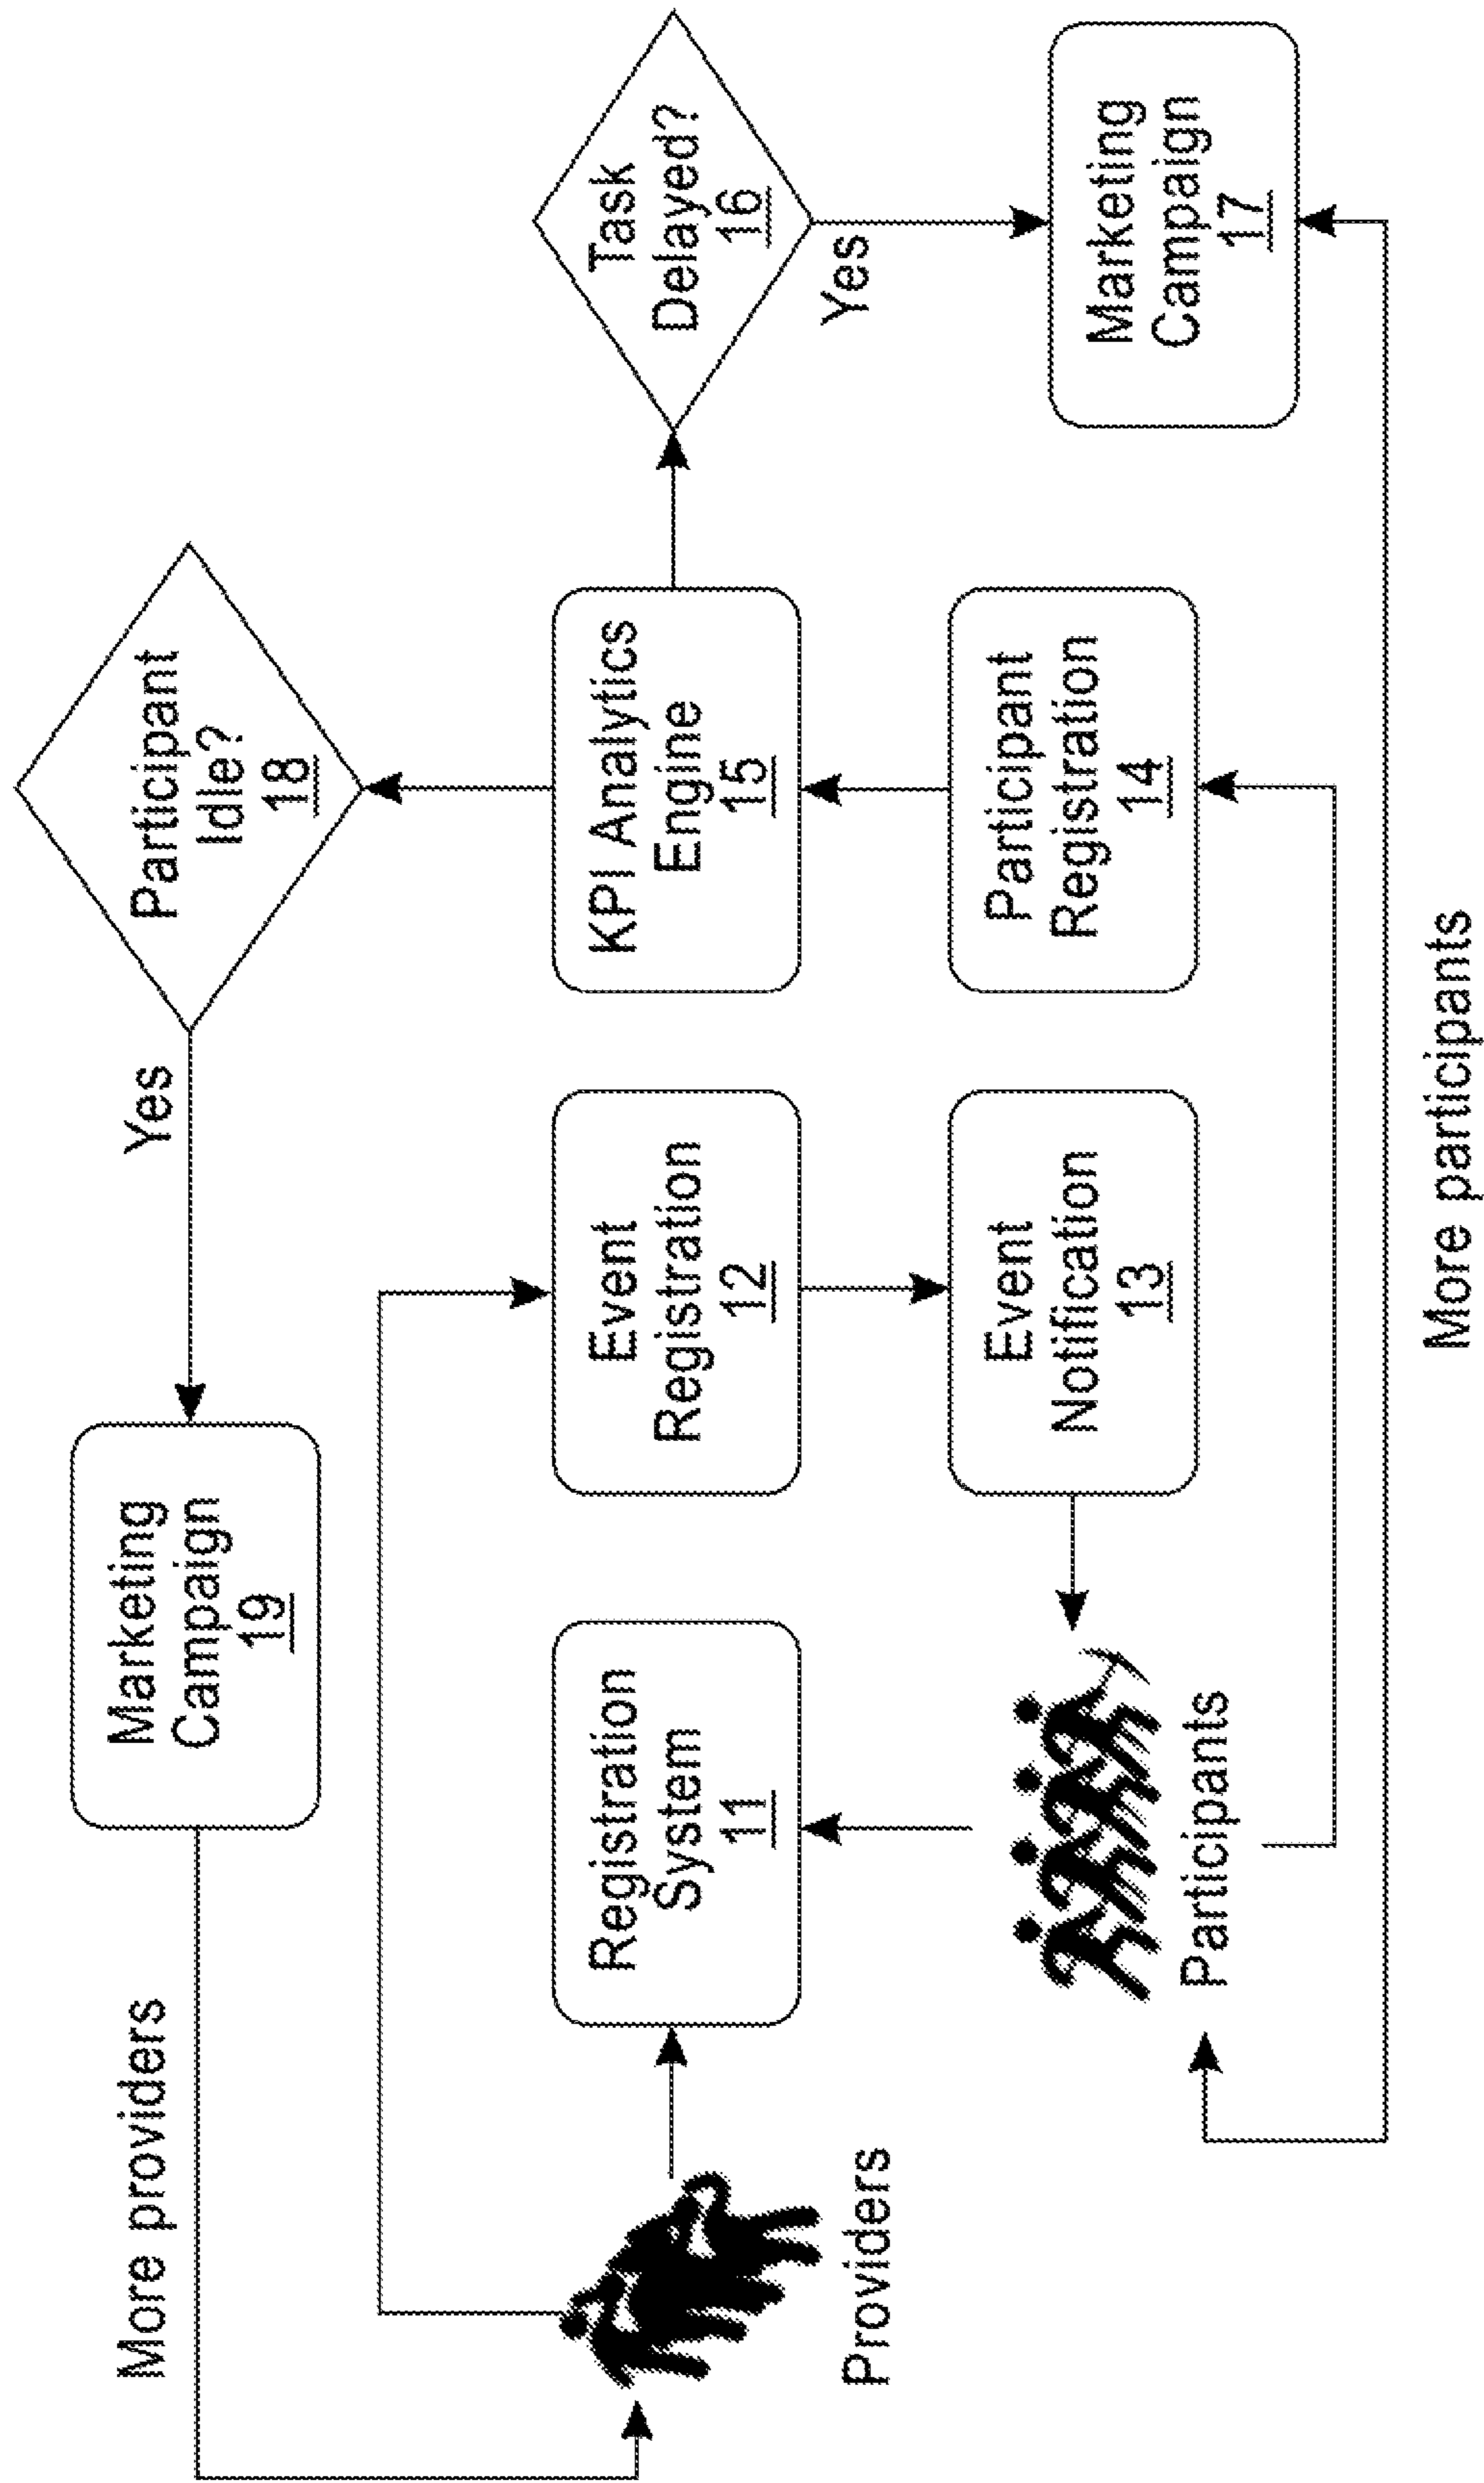 More providers
Marketing
Campaign
19
Yes
Participant
Idle?
18
Providers
Registration
System
11
Event
Registration
12
KPI Analytics
Engine
15
Task
Delayed?
16
Yes
Participants
Event
Notification
13
Participant
Registration
14
Marketing
Campaign
17
More participants